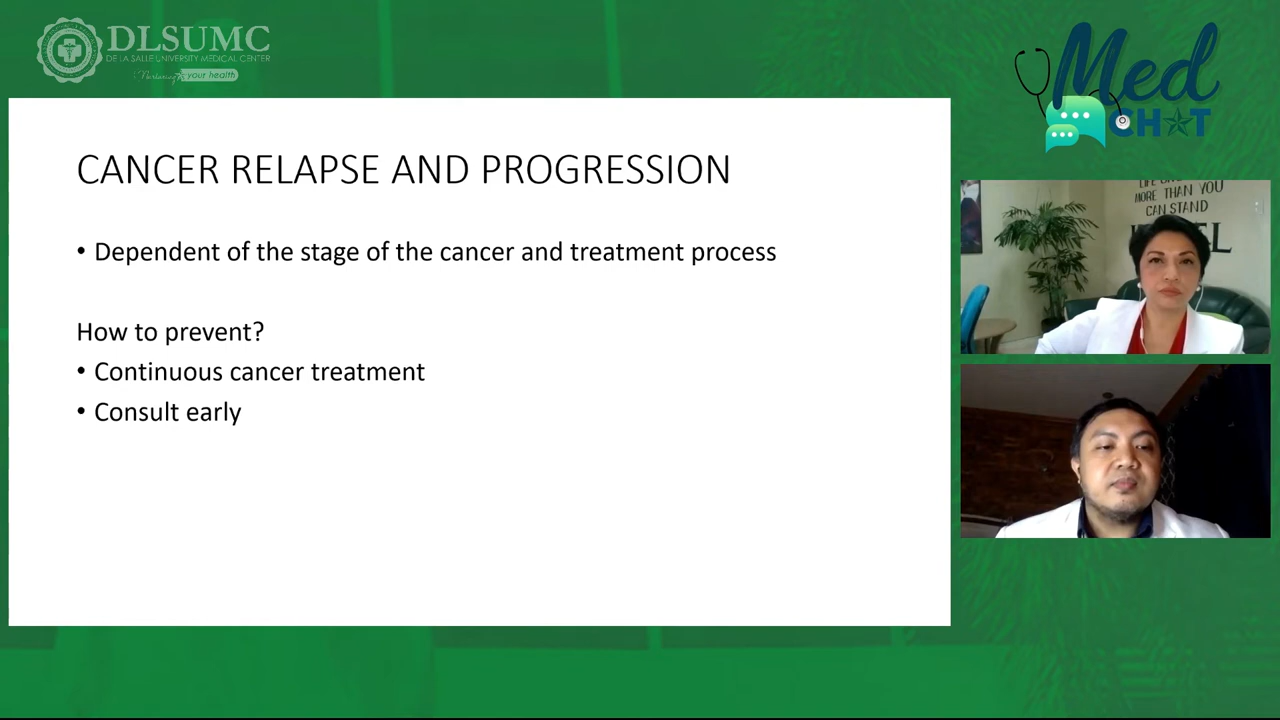 DLSUMC
DE LA SALLE UNIVERSITY MEDICAL CENTER
Nurturing your health
Med
CHAT
CANCER RELAPSE AND PROGRESSION
• Dependent of the stage of the cancer and treatment process
How to prevent?
• Continuous cancer treatment
• Consult early
MORE THAN YOU
CAN STAND